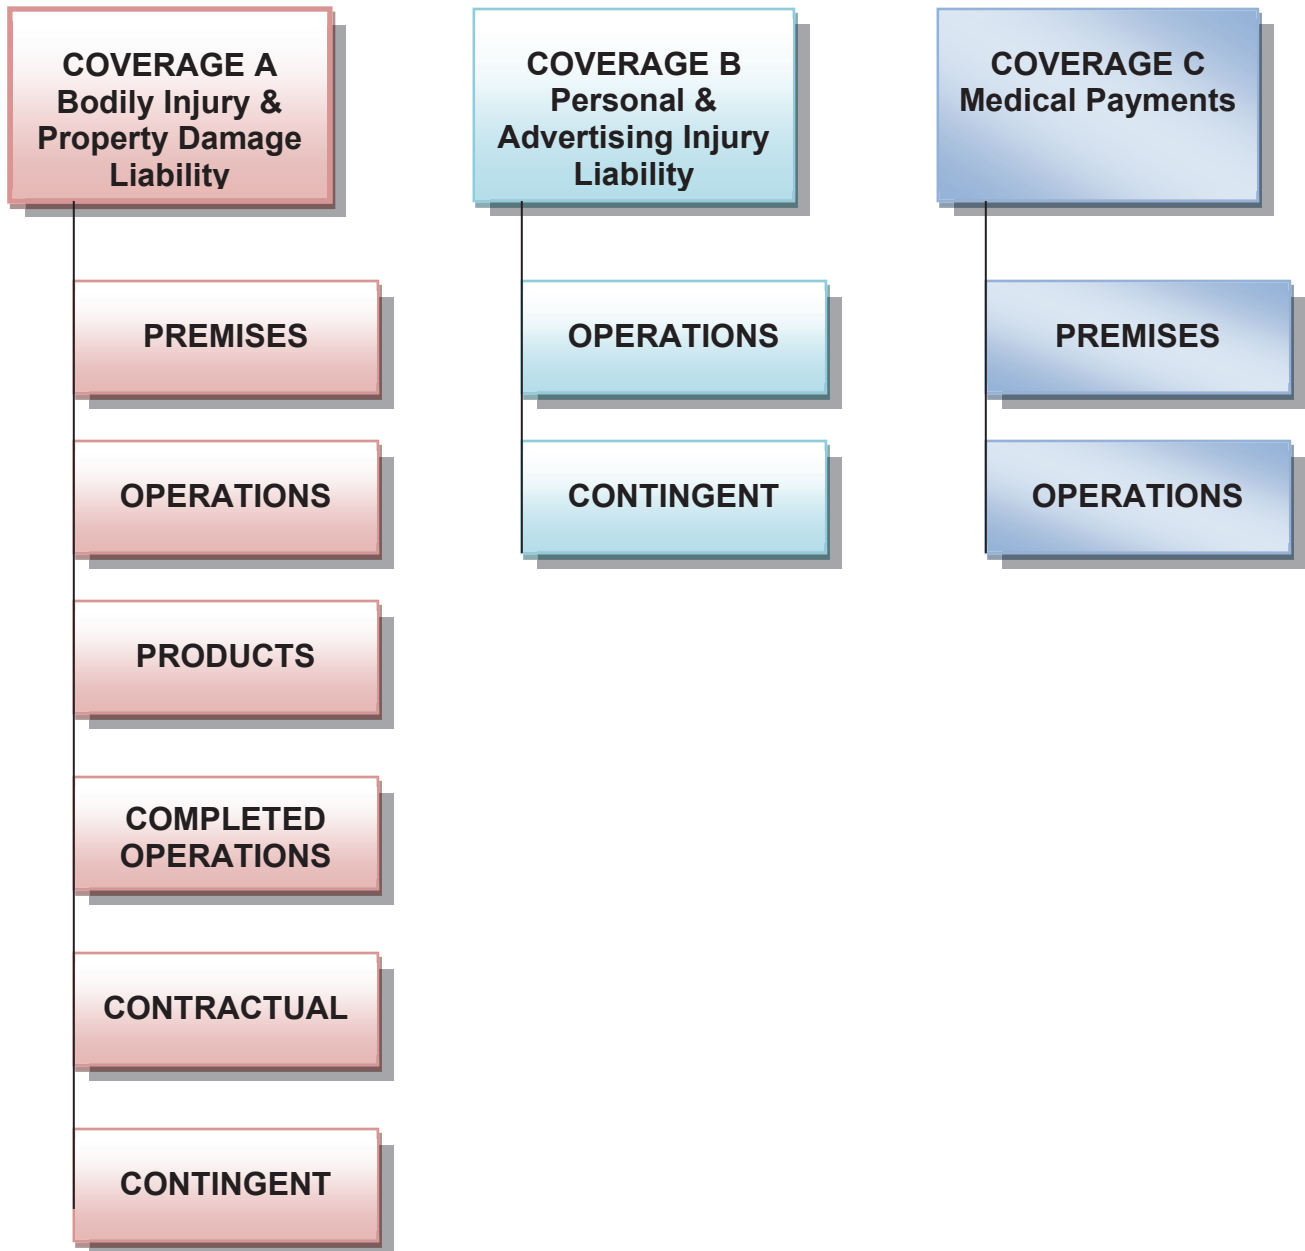 COVERAGE A
Bodily Injury &
Property Damage
Liability
PREMISES
OPERATIONS
PRODUCTS
COMPLETED
OPERATIONS
CONTRACTUAL
CONTINGENT
COVERAGE B
Personal &
Advertising Injury
Liability
OPERATIONS
CONTINGENT
COVERAGE C
Medical Payments
PREMISES
OPERATIONS